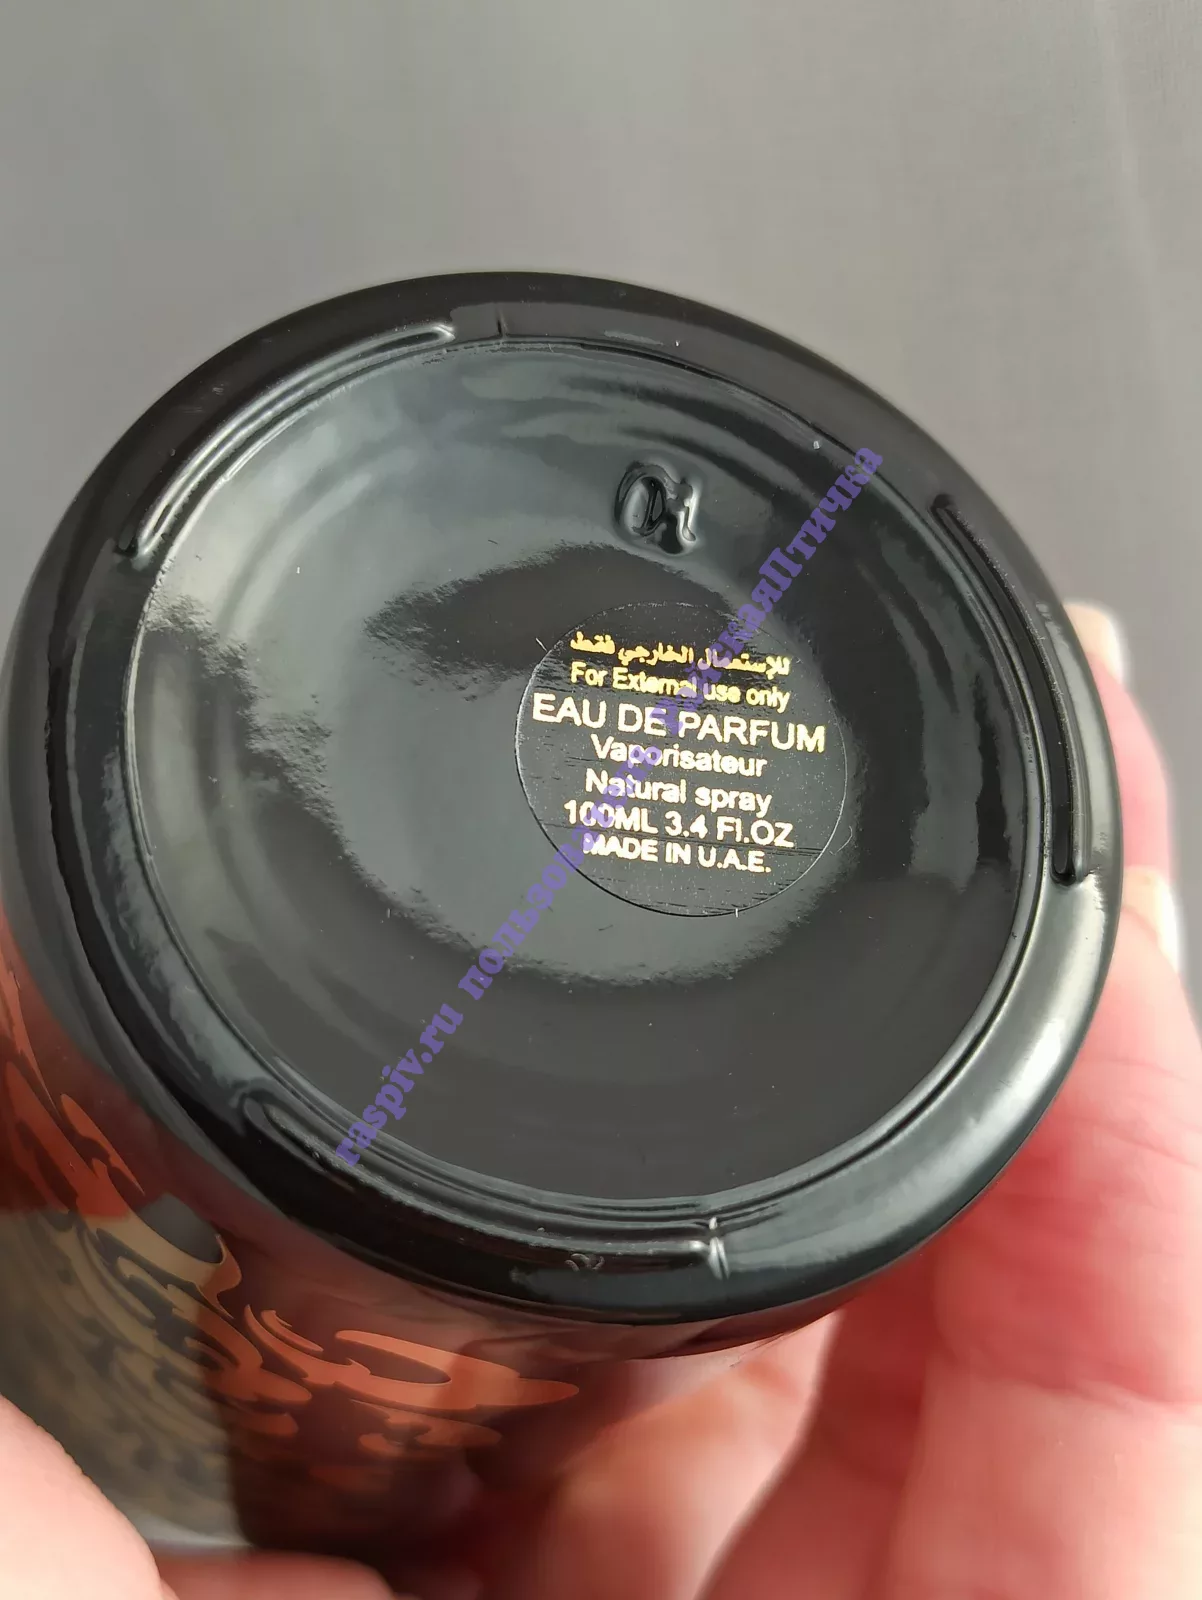 للإستعمال الخارجي فقط
For External use only
EAU DE PARFUM
Vaporisateur
Natural spray
100ML 3.4 Fl.OZ
MADE IN U.A.E.
raspiv.ru пользователь